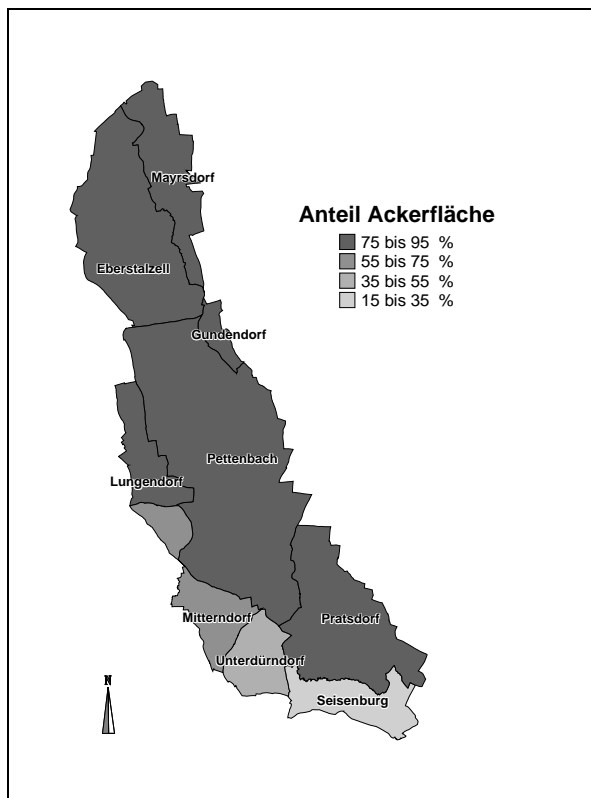 Mayrsdorf
Anteil Ackerfläche
75 bis 95 %
Eberstalzell
55 bis 75 %
35 bis 55 %
15 bis 35 %
Gundendorf
Pettenbach
Lungendorf
Mitterndorf
Pratsdorf
Unterdürndorf
N
Seisenburg